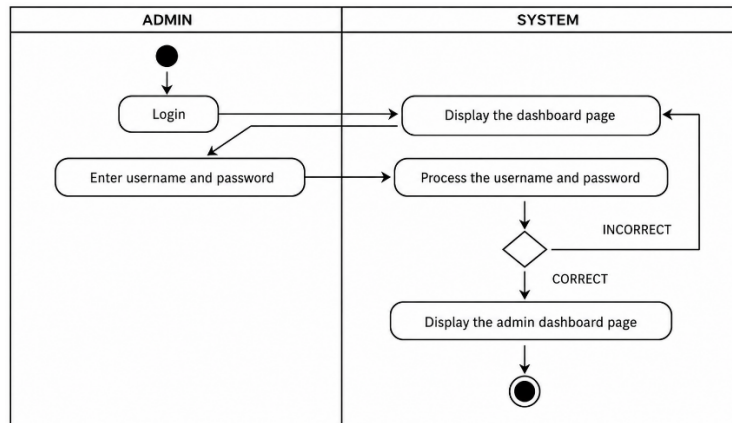 ADMIN
SYSTEM
Login
Display the dashboard page
Enter username and password
Process the username and password
INCORRECT
CORRECT
Display the admin dashboard page